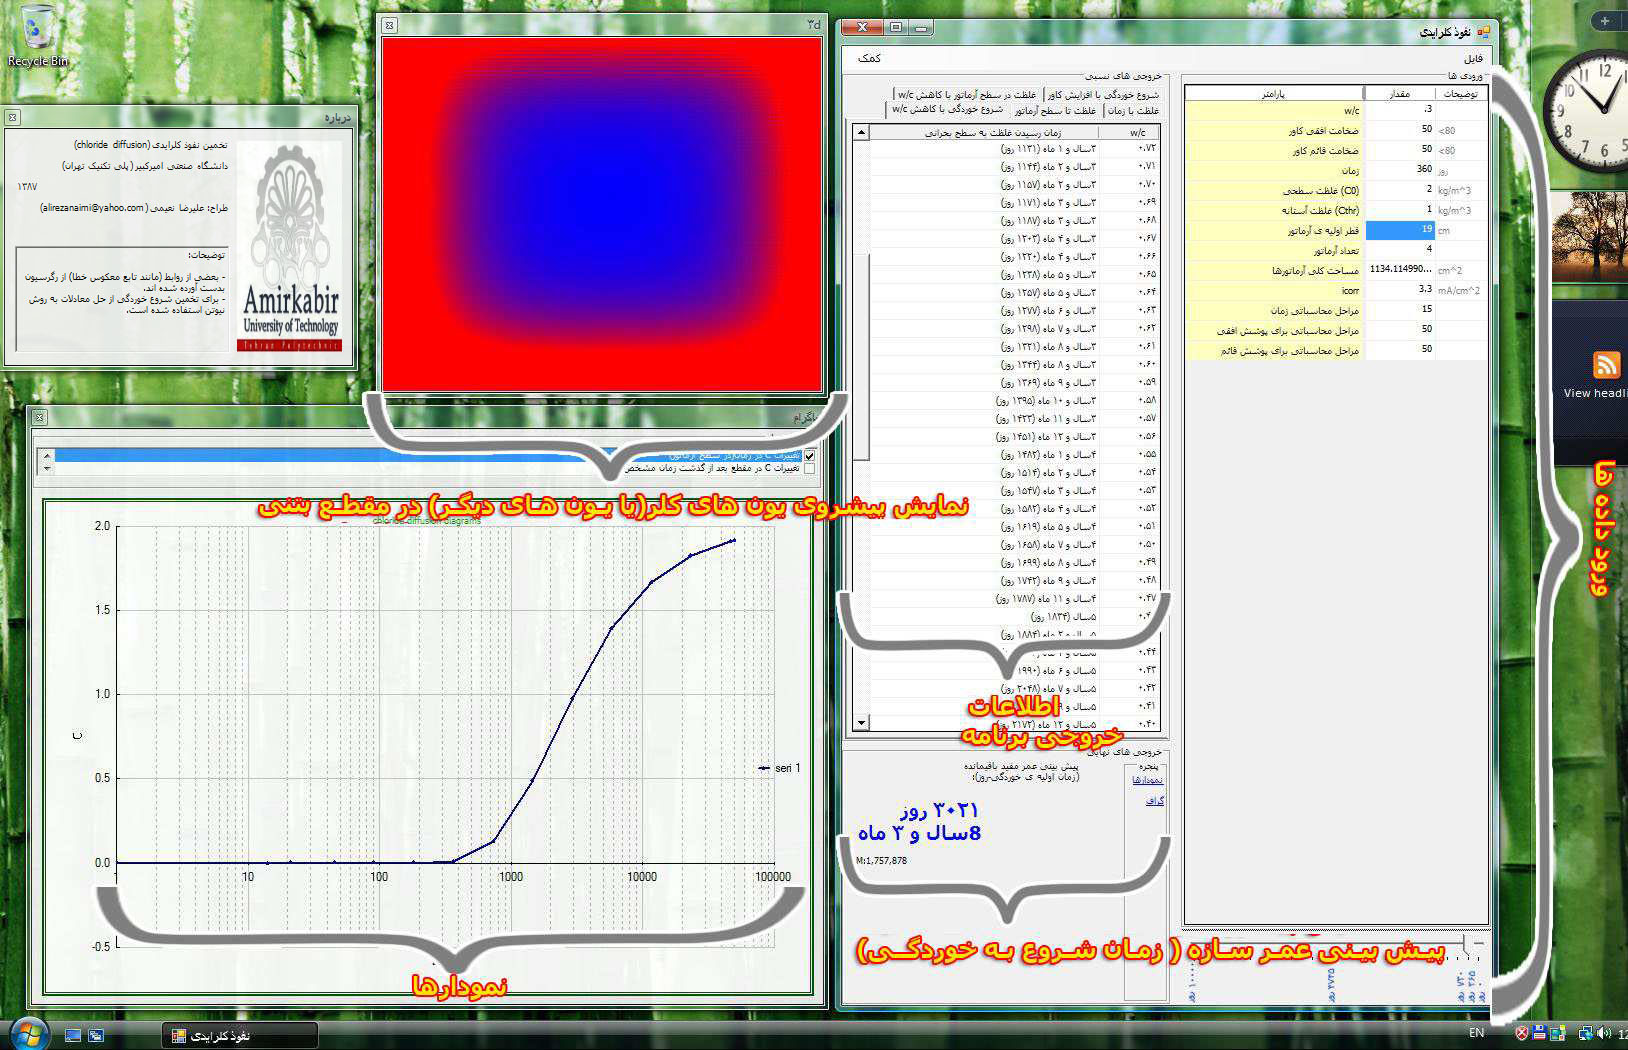 Recycle Bin
درباره
تخمین نفوذ کلرایدی (chloride diffusion)
دانشگاه صنعتی امیرکبیر (پلی تکنیک تهران)
۱۳۸۷
طراح: علیرضا نعیمی (alirezanaimi@yahoo.com)
توضیحات:
- بعضی از روابط (مانند تابع معکوس خطا) از رگرسیون
بدست آورده شده اند.
- برای تخمین شروع خوردگی از حل معادلات به روش
نیوتن استفاده شده است.
Amirkabir
University of Technology
Tehran Polytechnic
۳d
نمایش پیشروی یون های کلر(یا یون های دیگر) در مقطع بتنی
تغییرات C در زمان(در سطح آرماتور)
تغییرات C در مقطع بعد از گذشت زمان مشخص
chloride diffusion diagrams
2.0
1.5
1.0
0.5
0.0
-0.5
C
1
10
100
1000
10000
100000
seri 1
نمودارها
نفوذ کلرایدی
فایل
کمک
خروجی های نسبی
شروع خوردگی با افزایش کاور
غلظت در سطح آرماتور با کاهش w/c
غلظت با زمان
غلظت تا سطح آرماتور
شروع خوردگی با کاهش w/c
w/c
زمان رسیدن غلظت به سطح بحرانی
۰.۷۲ ۳سال و ۱ ماه (۱۱۳۱ روز)
۰.۷۱ ۳سال و ۲ ماه (۱۱۴۴ روز)
۰.۷۰ ۳سال و ۲ ماه (۱۱۵۷ روز)
۰.۶۹ ۳سال و ۳ ماه (۱۱۷۱ روز)
۰.۶۸ ۳سال و ۳ ماه (۱۱۸۷ روز)
۰.۶۷ ۳سال و ۴ ماه (۱۲۰۳ روز)
۰.۶۶ ۳سال و ۴ ماه (۱۲۲۰ روز)
۰.۶۵ ۳سال و ۵ ماه (۱۲۳۸ روز)
۰.۶۴ ۳سال و ۵ ماه (۱۲۵۷ روز)
۰.۶۳ ۳سال و ۶ ماه (۱۲۷۷ روز)
۰.۶۲ ۳سال و ۷ ماه (۱۲۹۸ روز)
۰.۶۱ ۳سال و ۸ ماه (۱۳۲۱ روز)
۰.۶۰ ۳سال و ۸ ماه (۱۳۴۴ روز)
۰.۵۹ ۳سال و ۹ ماه (۱۳۶۹ روز)
۰.۵۸ ۳سال و ۱۰ ماه (۱۳۹۵ روز)
۰.۵۷ ۳سال و ۱۱ ماه (۱۴۲۳ روز)
۰.۵۶ ۳سال و ۱۲ ماه (۱۴۵۱ روز)
۰.۵۵ ۴سال و ۱ ماه (۱۴۸۲ روز)
۰.۵۴ ۴سال و ۲ ماه (۱۵۱۴ روز)
۰.۵۳ ۴سال و ۳ ماه (۱۵۴۷ روز)
۰.۵۲ ۴سال و ۴ ماه (۱۵۸۲ روز)
۰.۵۱ ۴سال و ۵ ماه (۱۶۱۹ روز)
۰.۵۰ ۴سال و ۷ ماه (۱۶۵۸ روز)
۰.۴۹ ۴سال و ۸ ماه (۱۶۹۹ روز)
۰.۴۸ ۴سال و ۹ ماه (۱۷۴۲ روز)
۰.۴۷ ۴سال و ۱۱ ماه (۱۷۸۷ روز)
۵سال (۱۸۳۴ روز)
۵سال و ۲ ماه (۱۸۸۴ روز)
۰.۴۴
۰.۴۳ ۵سال و ۶ ماه (۱۹۹۰ روز)
۰.۴۲ ۵سال و ۷ ماه (۲۰۴۸ روز)
۰.۴۱
۰.۴۰ ۵سال و ۱۲ ماه (۲۱۷۲ روز)
اطلاعات
خروجی برنامه
خروجی های نهایی
پنجره
نمودارها
گراف
پیش بینی عمر مفید باقیمانده
(زمان اولیه ی خوردگی-روز):
۳۰۲۱ روز
8سال و ۳ ماه
M:1,757,878
پیش بینی عمر سازه ( زمان شروع به خوردگی)
ورودی ها
پارامتر مقدار توضیحات
w/c .3
ضخامت افقی کاور 50 <80
ضخامت قائم کاور 50 <80
زمان 360 روز
(C0) غلظت سطحی 2 kg/m^3
(Cthr) غلظت آستانه 1 kg/m^3
قطر اولیه ی آرماتور 19 cm
تعداد آرماتور 4
مساحت کلی آرماتورها 1134.114990... cm^2
icorr 3.3 mA/cm^2
مراحل محاسباتی زمان 15
مراحل محاسباتی برای پوشش افقی 50
مراحل محاسباتی برای پوشش قائم 50
ورود داده ها
۳۶۵ روز
۷۳۰ روز
View headli
نفوذ کلرایدی
EN